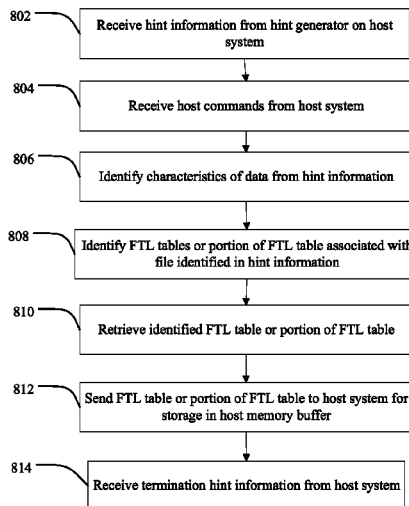 802
Receive hint information from hint generator on host
system
804
Receive host commands from host system
806
Identify characteristics of data from hint information
808
Identify FTL tables or portion of FTL table associated with
file identified in hint information
810
Retrieve identified FTL table or portion of FTL table
812
Send FTL table or portion of FTL table to host system for
storage in host memory buffer
814
Receive termination hint information from host system